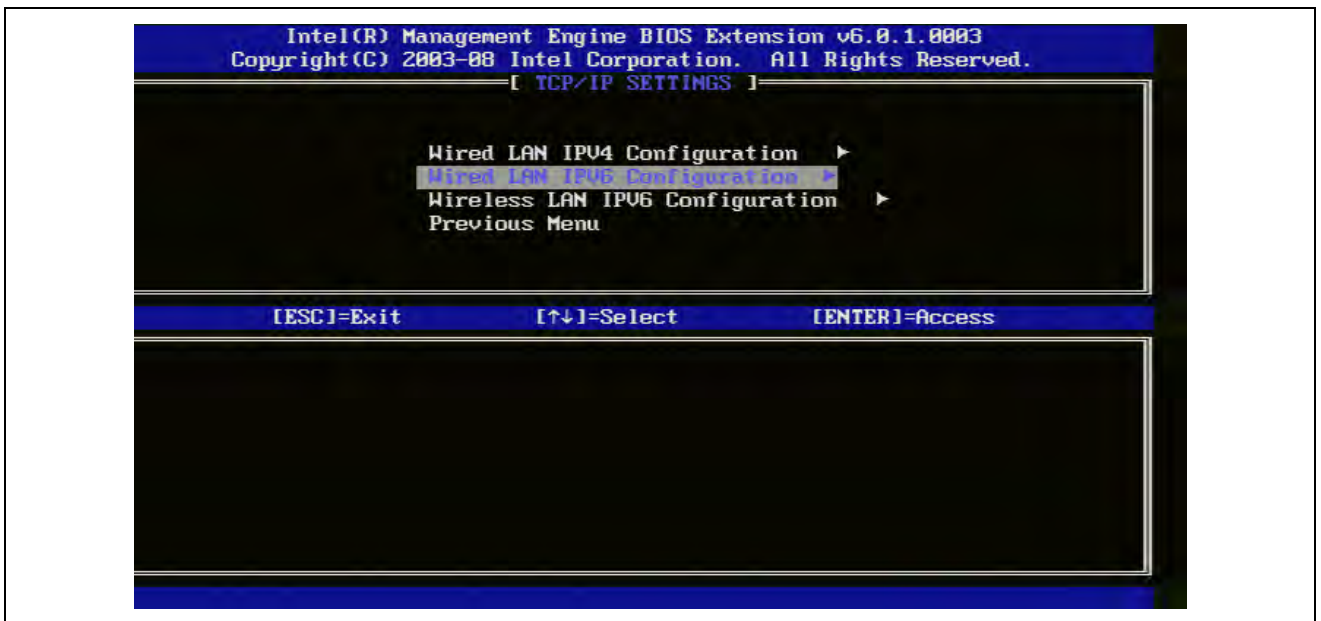 Intel(R) Management Engine BIOS Extension v6.0.1.0003
Copyright(C) 2003-08 Intel Corporation. All Rights Reserved.
[ TCP/IP SETTINGS ]
Wired LAN IPV4 Configuration ►
Wired LAN IPV6 Configuration ►
Wireless LAN IPV6 Configuration ►
Previous Menu
[ESC]=Exit [↑↓]=Select [ENTER]=Access